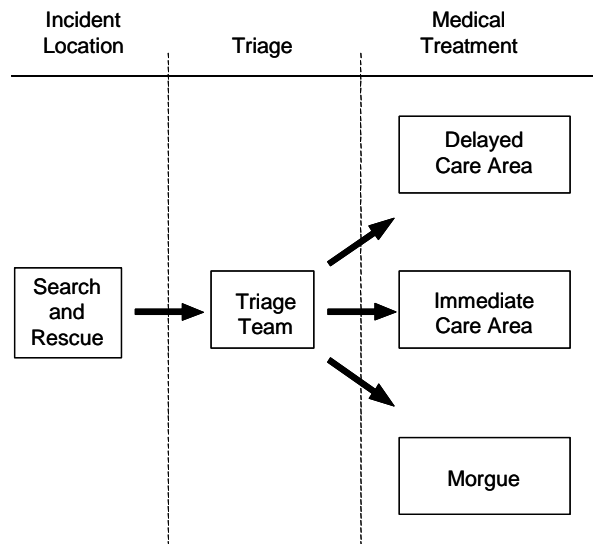 Incident
Location
Triage
Medical
Treatment
Delayed
Care Area
Search
and
Rescue
Triage
Team
Immediate
Care Area
Morgue